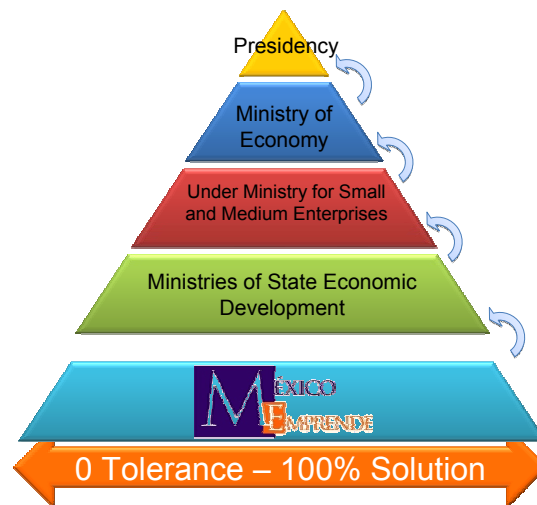 Presidency
Ministry of
Economy
Under Ministry for Small
and Medium Enterprises
Ministries of State Economic
Development
MÉXICO
EMPRENDE
0 Tolerance – 100% Solution